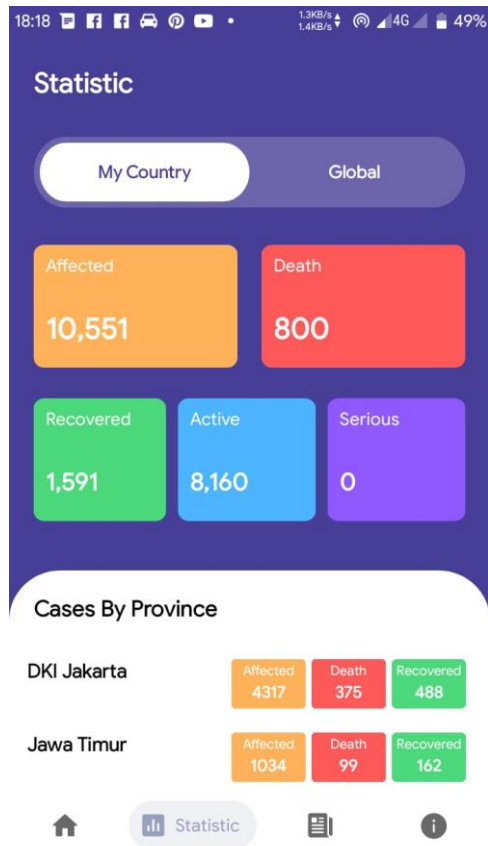 18:18 1.3KB/s 1.4KB/s 4G 49%
Statistic
My Country Global
Affected Death
10,551 800
Recovered Active Serious
1,591 8,160 0
Cases By Province
DKI Jakarta Affected Death Recovered
4317 375 488
Jawa Timur Affected Death Recovered
1034 99 162
Statistic